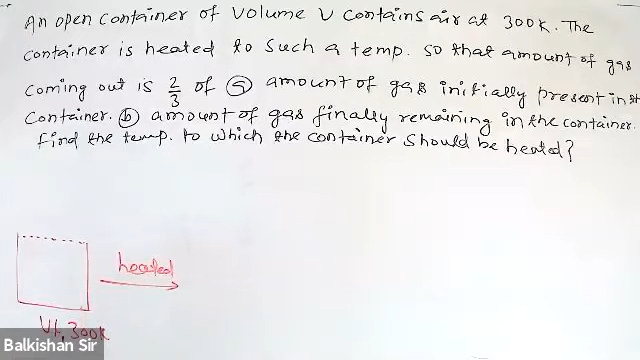 An open container of volume V contains air at 300K. The
container is heated to such a temp. so that amount of gas
coming out is 2/3 of ⓐ amount of gas initially present in the
container. ⓑ amount of gas finally remaining in the container.
find the temp. to which the container should be heated?
heated
300K
Balkishan Sir